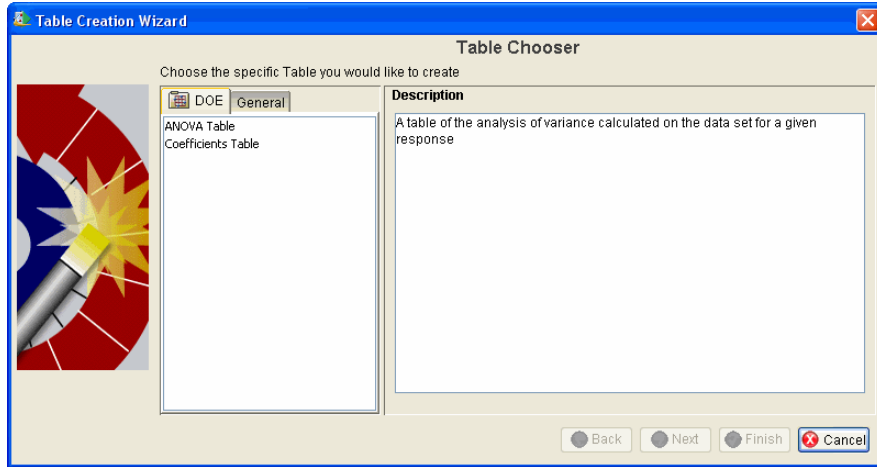 Table Creation Wizard
Table Chooser
Choose the specific Table you would like to create
DOE
General
ANOVA Table
Coefficients Table
Description
A table of the analysis of variance calculated on the data set for a given
response
Back
Next
Finish
Cancel